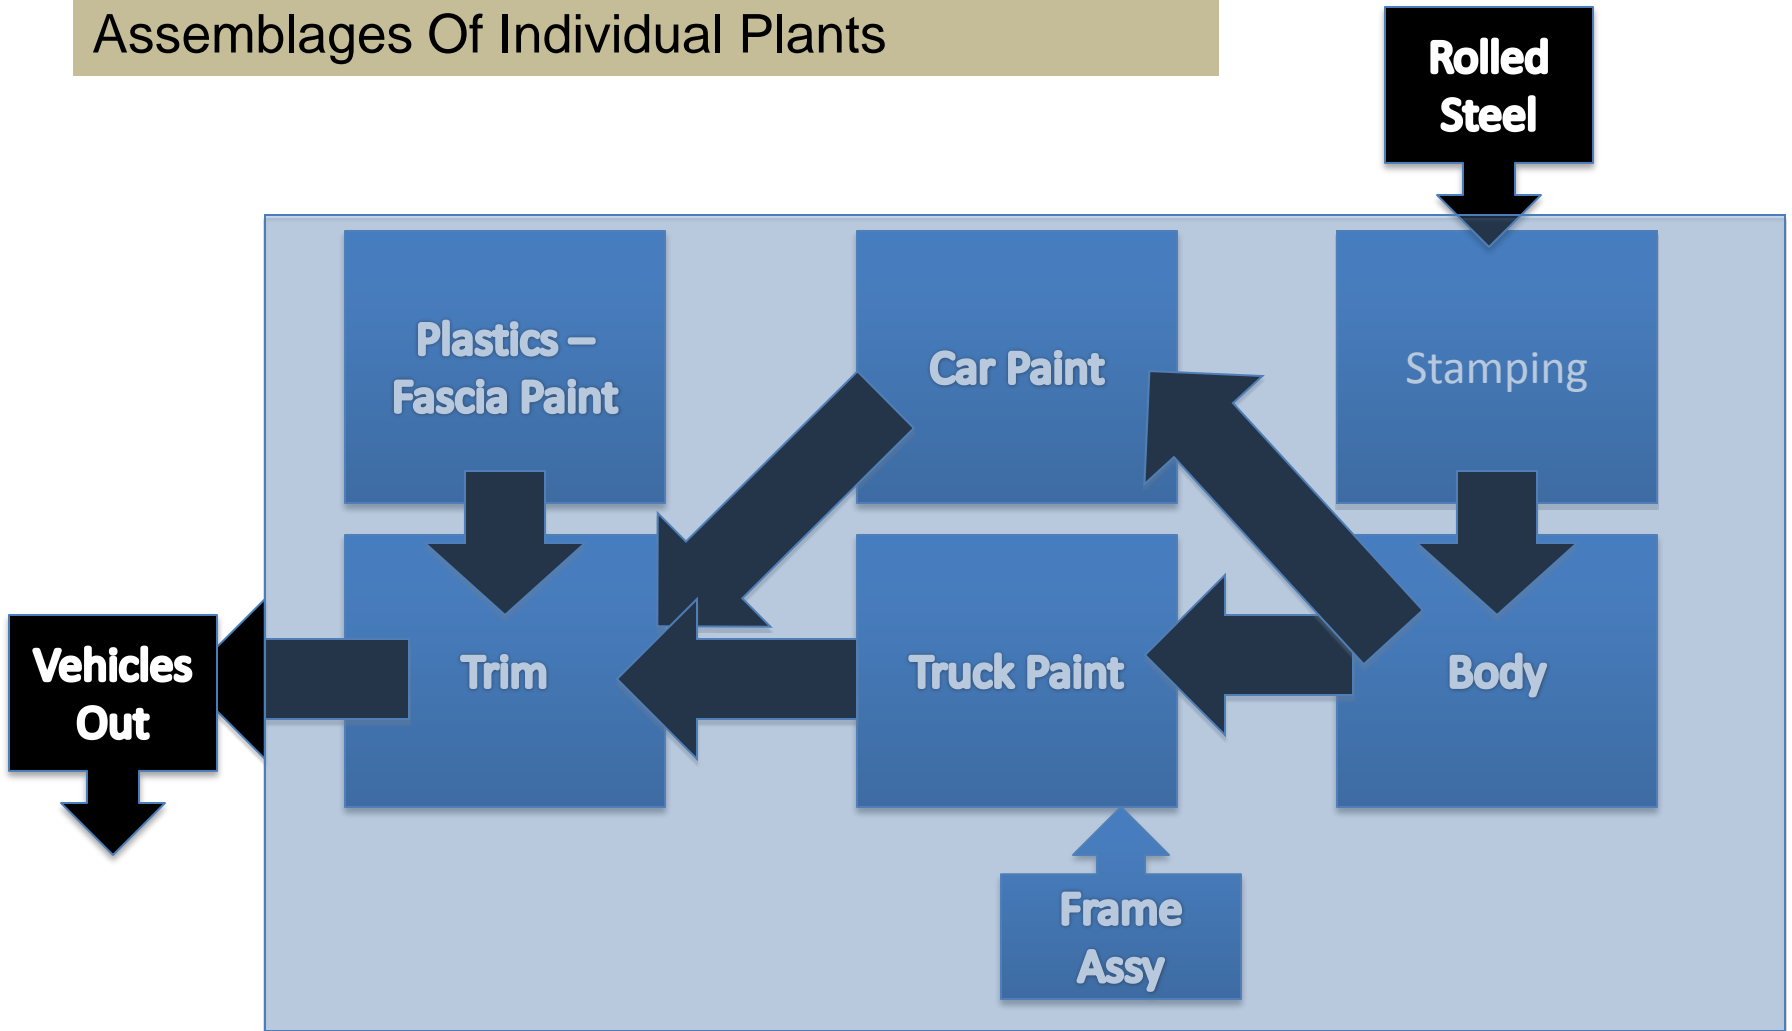 Assemblages Of Individual Plants
Rolled
Steel
Plastics –
Fascia Paint
Car Paint
Stamping
Vehicles
Out
Trim
Truck Paint
Body
Frame
Assy